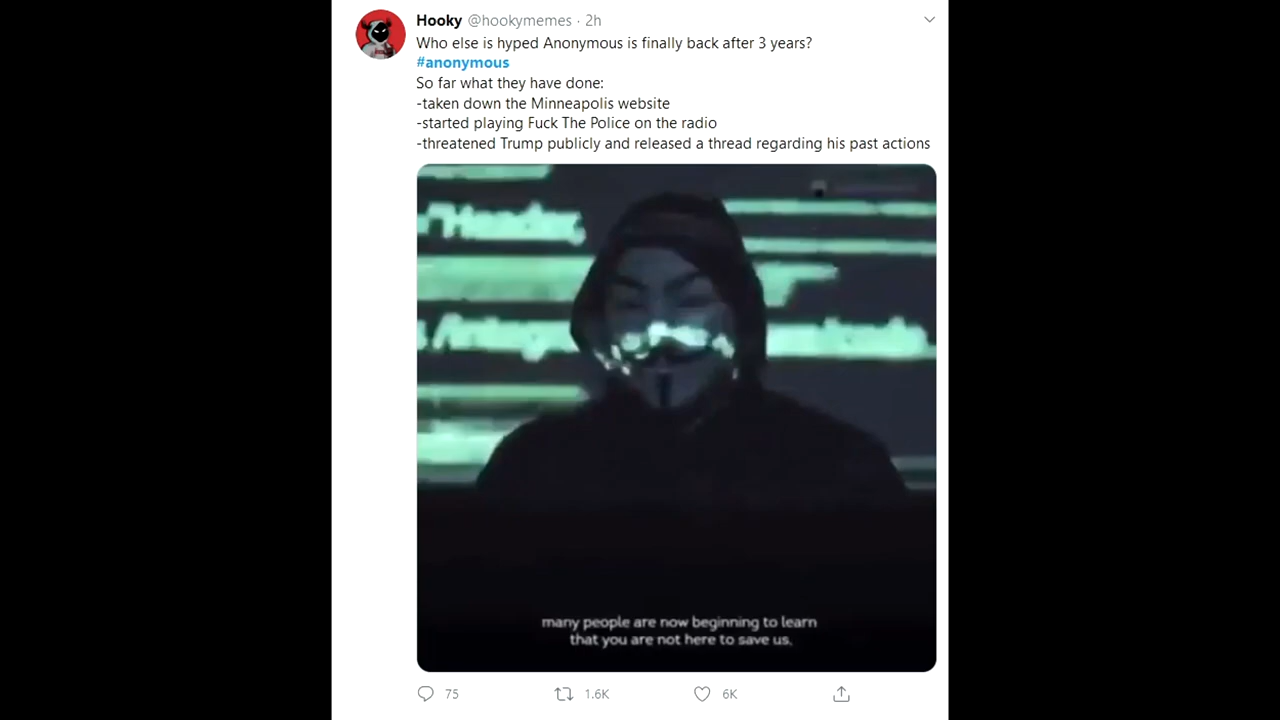 Hooky @hookymemes · 2h
Who else is hyped Anonymous is finally back after 3 years?
#anonymous
So far what they have done:
-taken down the Minneapolis website
-started playing Fuck The Police on the radio
-threatened Trump publicly and released a thread regarding his past actions
many people are now beginning to learn
that you are not here to save us.
75 1.6K 6K